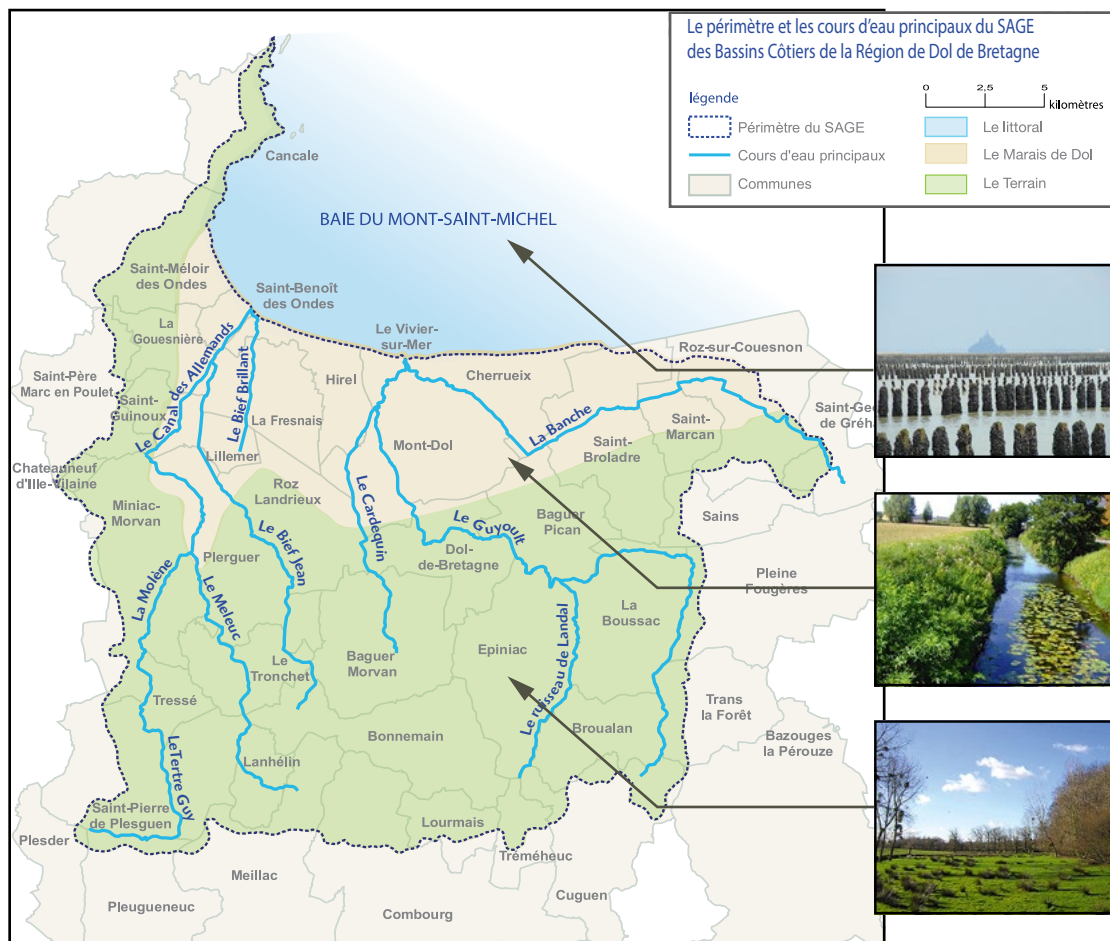 Le périmètre et les cours d'eau principaux du SAGE
des Bassins Côtiers de la Région de Dol de Bretagne
légende
0 2,5 5
kilomètres
Périmètre du SAGE
Cours d'eau principaux
Communes
Le littoral
Le Marais de Dol
Le Terrain
Cancale
BAIE DU MONT-SAINT-MICHEL
Saint-Méloir
des Ondes
Saint-Benoît
des Ondes
La
Gouesnière
Le Vivier-
sur-Mer
Roz-sur-Couesnon
Cherrueix
Hirel
Saint-Père
Marc en Poulet
Saint-
Guinoux
Le Canal des Allemands
Le Bief Brillant
La Fresnais
Lillemer
Mont-Dol
La Banche
Saint-
Marcan
Saint-
Broladre
Saint-Geo
de Gréha
Chateauneuf
d'Ille-Vilaine
Miniac-
Morvan
Roz
Landrieux
Le Cardequin
Le Guyoult
Baguer
Pican
Sains
Plerguer
Le Bief Jean
Dol-
de-Bretagne
Pleine
Fougères
La Molène
Le Meleuc
La
Boussac
Le
Tronchet
Baguer
Morvan
Epiniac
Le ruisseau de Landal
Tressé
Trans
la Forêt
Bonnemain
Broualan
Bazouges
la Pérouze
LeTertre Guy
Lanhélin
Saint-Pierre
de Plesguen
Lourmais
Plesder
Tréméheuc
Meillac
Cuguen
Pleugueneuc
Combourg